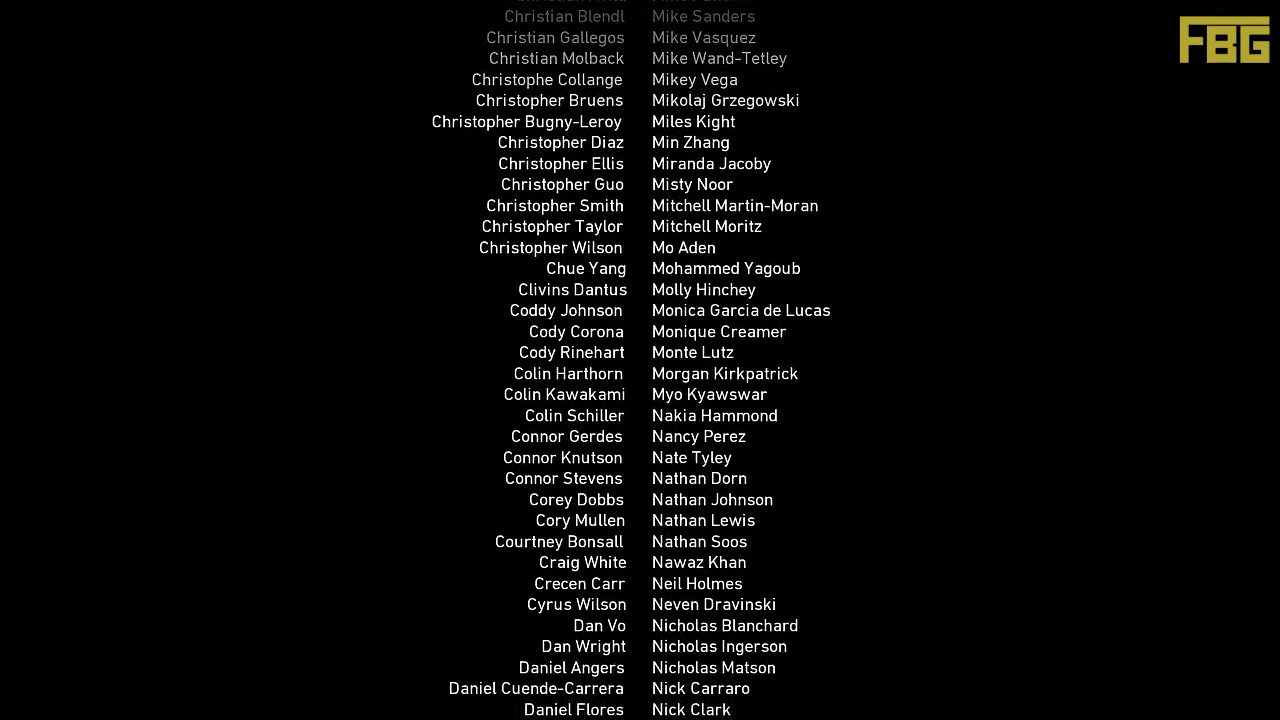 Christian Blendl Mike Sanders
Christian Gallegos Mike Vasquez
Christian Molback Mike Wand-Tetley
Christophe Collange Mikey Vega
Christopher Bruens Mikolaj Grzegowski
Christopher Bugny-Leroy Miles Kight
Christopher Diaz Min Zhang
Christopher Ellis Miranda Jacoby
Christopher Guo Misty Noor
Christopher Smith Mitchell Martin-Moran
Christopher Taylor Mitchell Moritz
Christopher Wilson Mo Aden
Chue Yang Mohammed Yagoub
Clivins Dantus Molly Hinchey
Coddy Johnson Monica Garcia de Lucas
Cody Corona Monique Creamer
Cody Rinehart Monte Lutz
Colin Harthorn Morgan Kirkpatrick
Colin Kawakami Myo Kyawswar
Colin Schiller Nakia Hammond
Connor Gerdes Nancy Perez
Connor Knutson Nate Tyley
Connor Stevens Nathan Dorn
Corey Dobbs Nathan Johnson
Cory Mullen Nathan Lewis
Courtney Bonsall Nathan Soos
Craig White Nawaz Khan
Crecen Carr Neil Holmes
Cyrus Wilson Neven Dravinski
Dan Vo Nicholas Blanchard
Dan Wright Nicholas Ingerson
Daniel Angers Nicholas Matson
Daniel Cuende-Carrera Nick Carraro
Daniel Flores Nick Clark
FBG